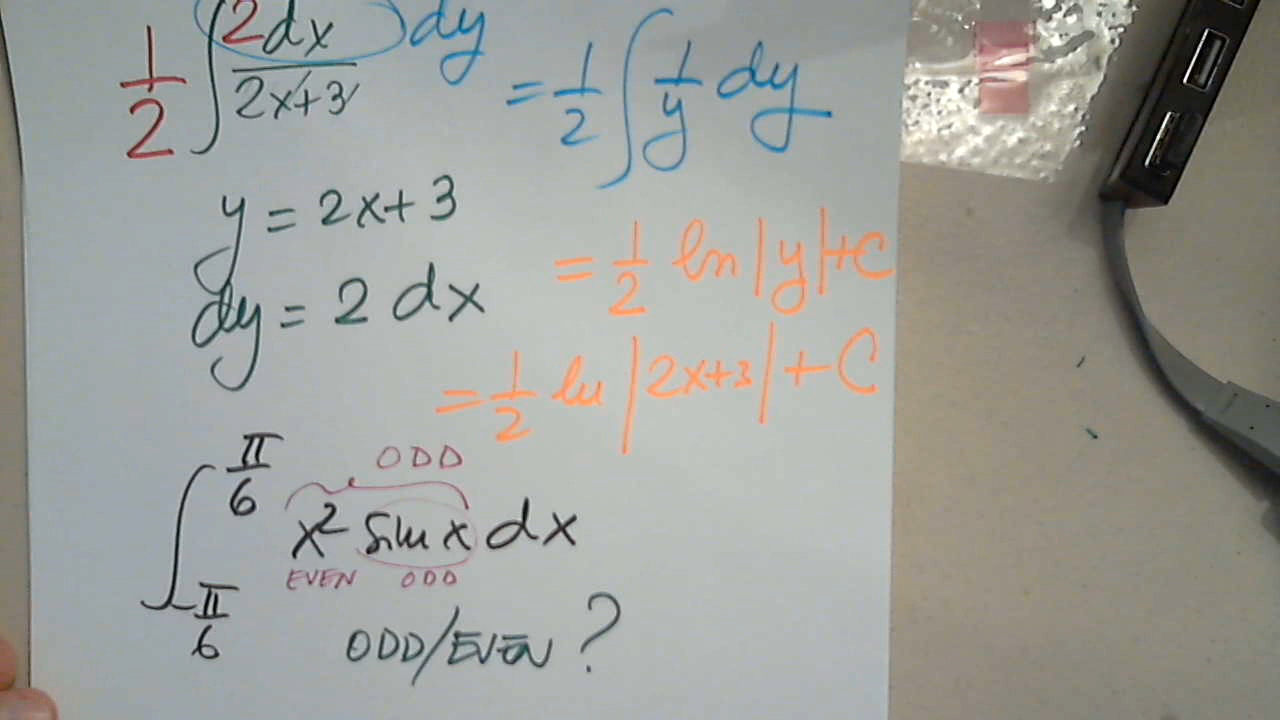 1/2 ∫ 2dx/(2x+3) dy = 1/2 ∫ 1/y dy
y = 2x+3
= 1/2 ln|y|+C
dy = 2 dx
= 1/2 ln|2x+3|+C
ODD
∫_{-π/6}^{π/6} x² sin x dx
EVEN ODD
ODD/EVEN ?